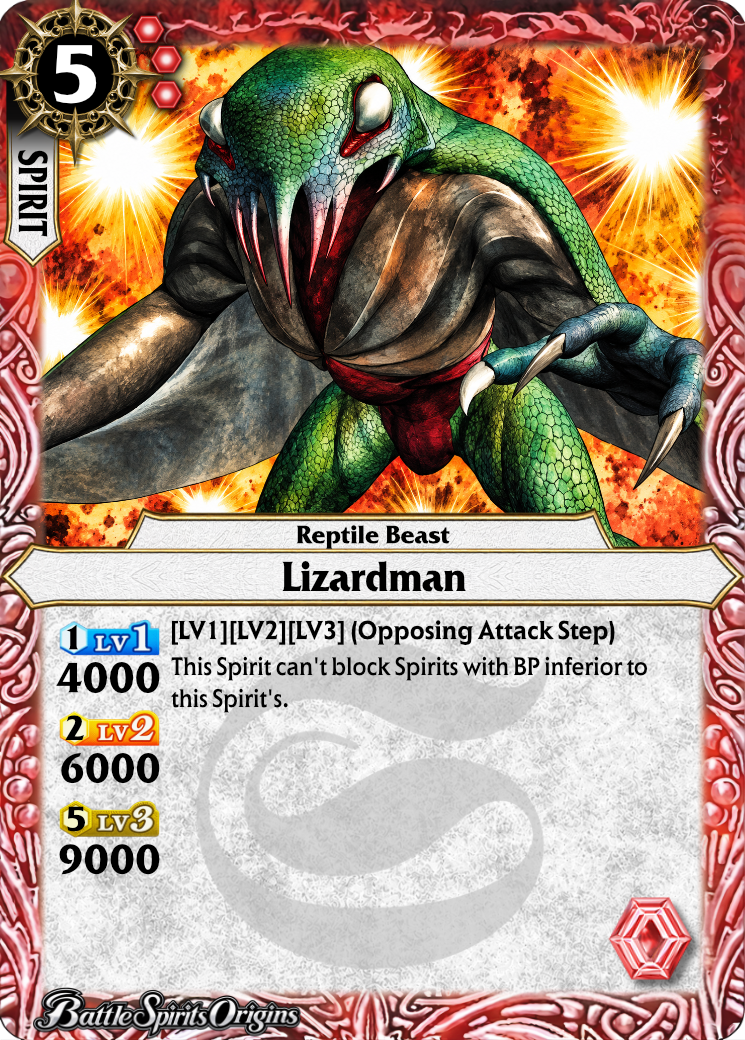 5
SPIRIT
Reptile Beast
Lizardman
1 LV1
4000
2 LV2
6000
5 LV3
9000
[LV1][LV2][LV3] (Opposing Attack Step)
This Spirit can't block Spirits with BP inferior to
this Spirit's.
Battle Spirits Origins